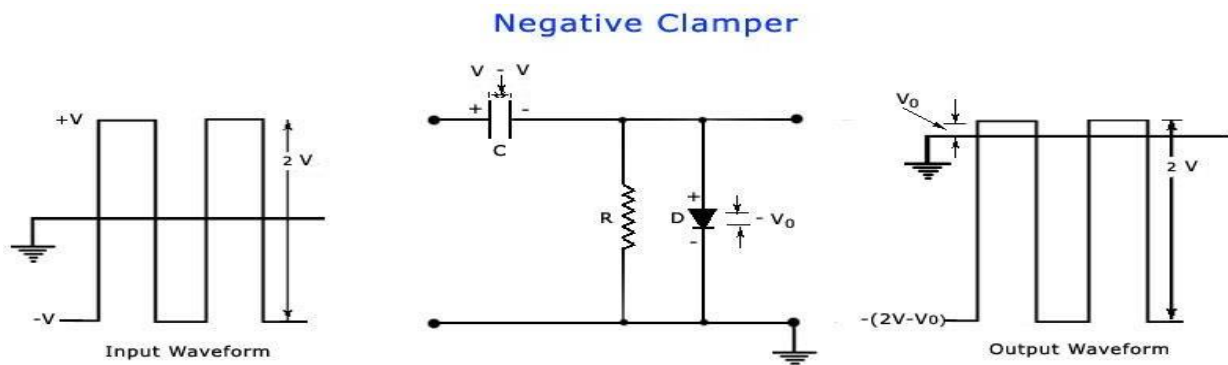 Negative Clamper
V - V
+ -
C
+V
2 V
-V
Input Waveform
R
D
+
-
- V₀
V₀
2 V
-(2V-V₀)
Output Waveform